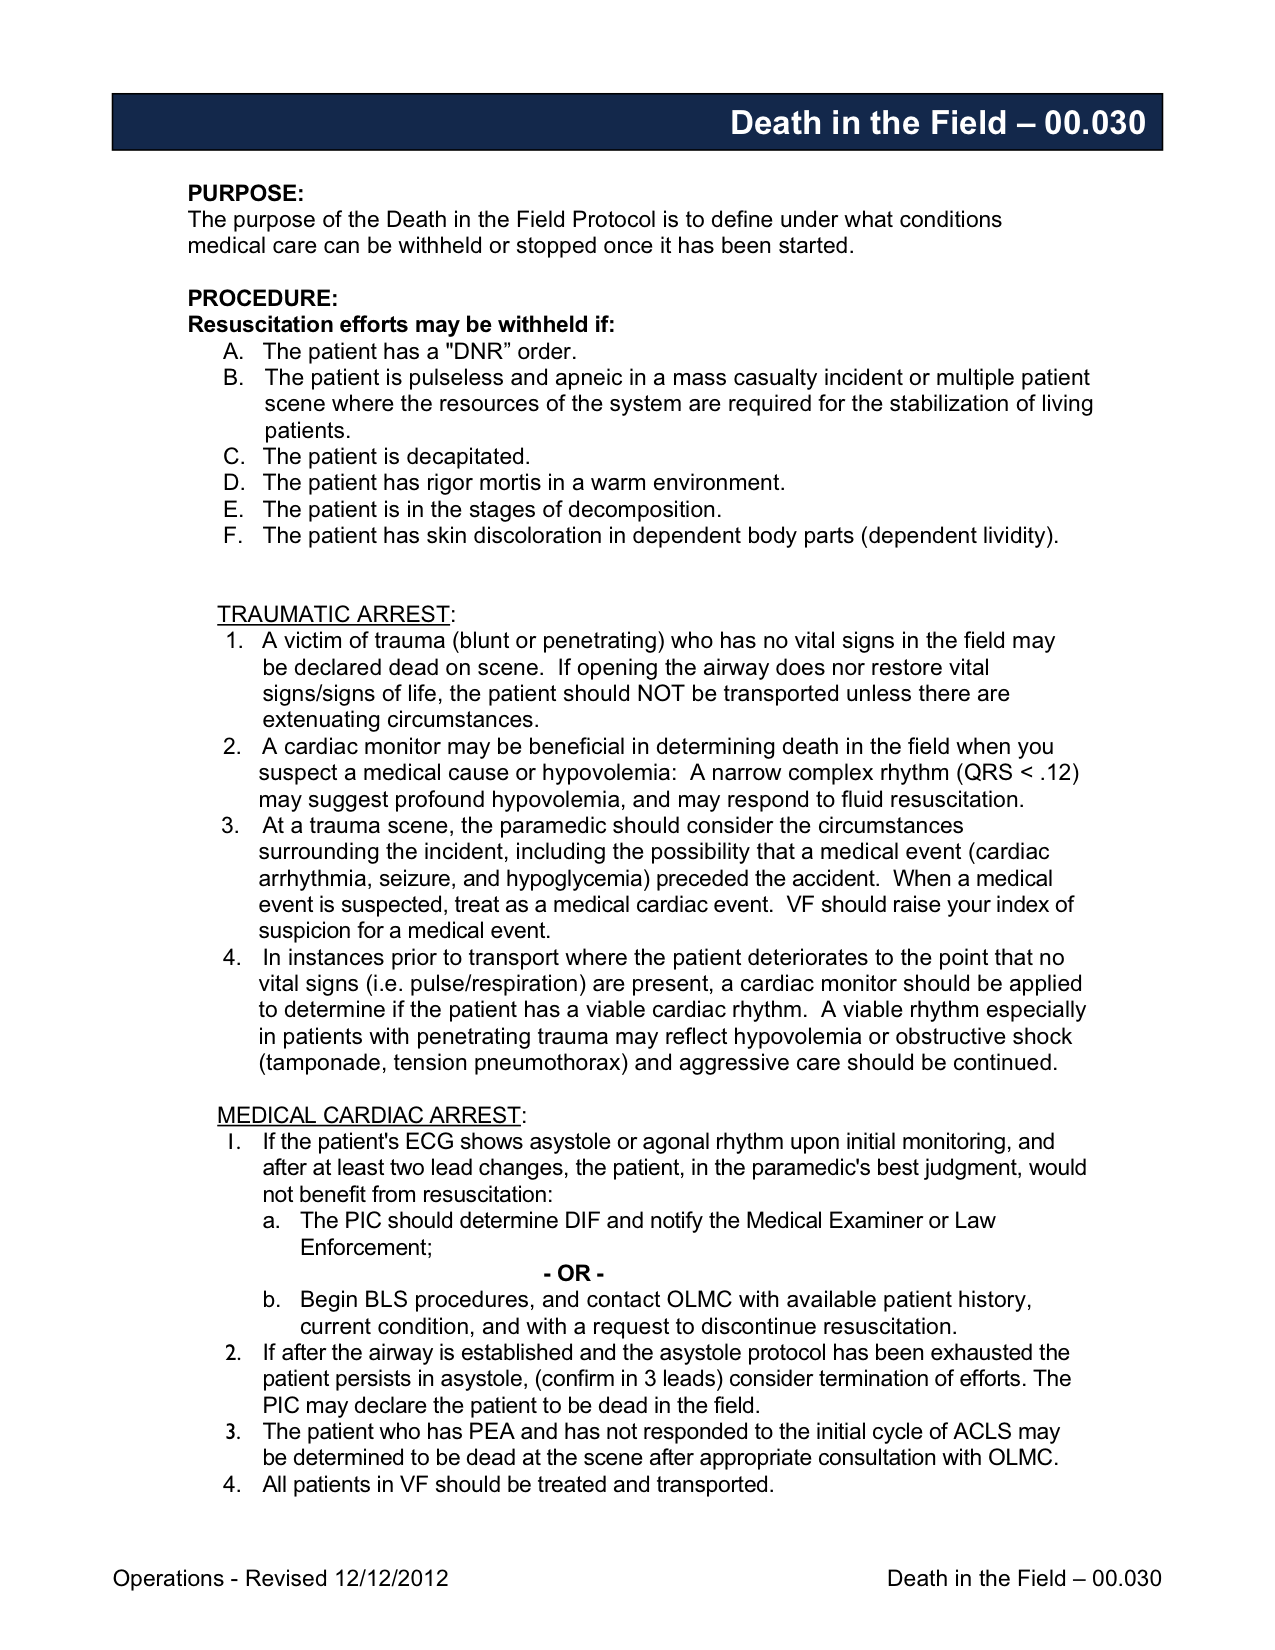 Death in the Field – 00.030
PURPOSE:
The purpose of the Death in the Field Protocol is to define under what conditions
medical care can be withheld or stopped once it has been started.
PROCEDURE:
Resuscitation efforts may be withheld if:
A. The patient has a "DNR” order.
B. The patient is pulseless and apneic in a mass casualty incident or multiple patient
scene where the resources of the system are required for the stabilization of living
patients.
C. The patient is decapitated.
D. The patient has rigor mortis in a warm environment.
E. The patient is in the stages of decomposition.
F. The patient has skin discoloration in dependent body parts (dependent lividity).
TRAUMATIC ARREST:
1. A victim of trauma (blunt or penetrating) who has no vital signs in the field may
be declared dead on scene. If opening the airway does nor restore vital
signs/signs of life, the patient should NOT be transported unless there are
extenuating circumstances.
2. A cardiac monitor may be beneficial in determining death in the field when you
suspect a medical cause or hypovolemia: A narrow complex rhythm (QRS < .12)
may suggest profound hypovolemia, and may respond to fluid resuscitation.
3. At a trauma scene, the paramedic should consider the circumstances
surrounding the incident, including the possibility that a medical event (cardiac
arrhythmia, seizure, and hypoglycemia) preceded the accident. When a medical
event is suspected, treat as a medical cardiac event. VF should raise your index of
suspicion for a medical event.
4. In instances prior to transport where the patient deteriorates to the point that no
vital signs (i.e. pulse/respiration) are present, a cardiac monitor should be applied
to determine if the patient has a viable cardiac rhythm. A viable rhythm especially
in patients with penetrating trauma may reflect hypovolemia or obstructive shock
(tamponade, tension pneumothorax) and aggressive care should be continued.
MEDICAL CARDIAC ARREST:
1. If the patient's ECG shows asystole or agonal rhythm upon initial monitoring, and
after at least two lead changes, the patient, in the paramedic's best judgment, would
not benefit from resuscitation:
a. The PIC should determine DIF and notify the Medical Examiner or Law
Enforcement;
- OR -
b. Begin BLS procedures, and contact OLMC with available patient history,
current condition, and with a request to discontinue resuscitation.
2. If after the airway is established and the asystole protocol has been exhausted the
patient persists in asystole, (confirm in 3 leads) consider termination of efforts. The
PIC may declare the patient to be dead in the field.
3. The patient who has PEA and has not responded to the initial cycle of ACLS may
be determined to be dead at the scene after appropriate consultation with OLMC.
4. All patients in VF should be treated and transported.
Operations - Revised 12/12/2012 Death in the Field – 00.030